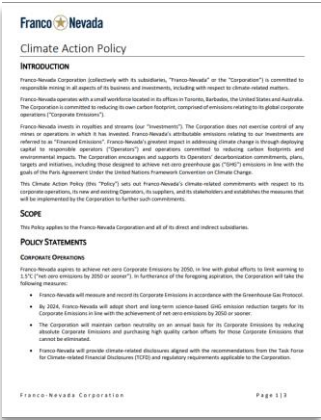 Franco Nevada
Climate Action Policy
INTRODUCTION
Franco-Nevada Corporation (collectively with its subsidiaries, "Franco-Nevada" or the "Corporation") is committed to
responsible mining in all aspects of its business and investments, including with respect to climate-related matters.
Franco-Nevada operates with a small workforce located in its offices in Toronto, Barbados, the United States and Australia.
The Corporation is committed to reducing its own carbon footprint, comprised of emissions relating to its global corporate
operations ("Corporate Emissions").
Franco-Nevada invests in royalties and streams (our "Investments"). The Corporation does not exercise control of any
mines or operations in which it has invested. Franco-Nevada's attributable emissions relating to our Investments are
referred to as "Financed Emissions". Franco-Nevada's greatest impact in addressing climate change is through deploying
capital to responsible operators ("Operators") and operations committed to reducing carbon footprints and
environmental impacts. The Corporation encourages and supports its Operators' decarbonization commitments, plans,
targets and initiatives, including those designed to achieve net-zero greenhouse gas ("GHG") emissions in line with the
goals of the Paris Agreement Under the United Nations Framework Convention on Climate Change.
This Climate Action Policy (this "Policy") sets out Franco-Nevada's climate-related commitments with respect to its
corporate operations, its new and existing Operators, its suppliers, and its stakeholders and establishes the measures that
will be implemented by the Corporation to further such commitments.
SCOPE
This Policy applies to the Franco-Nevada Corporation and all of its direct and indirect subsidiaries.
POLICY STATEMENTS
CORPORATE OPERATIONS
Franco-Nevada aspires to achieve net-zero Corporate Emissions by 2050, in line with global efforts to limit warming to
1.5°C ("net-zero emissions by 2050 or sooner"). In furtherance of the foregoing aspiration, the Corporation will take the
following measures:
• Franco-Nevada will measure and record its Corporate Emissions in accordance with the Greenhouse Gas Protocol.
• By 2024, Franco-Nevada will adopt short and long-term science-based GHG emission reduction targets for its
Corporate Emissions in line with the achievement of net-zero emissions by 2050 or sooner.
• The Corporation will maintain carbon neutrality on an annual basis for its Corporate Emissions by reducing
absolute Corporate Emissions and purchasing high quality carbon offsets for those Corporate Emissions that
cannot be eliminated.
• Franco-Nevada will provide climate-related disclosures aligned with the recommendations from the Task Force
for Climate-related Financial Disclosures (TCFD) and regulatory requirements applicable to the Corporation.
Franco-Nevada Corporation Page 1|3